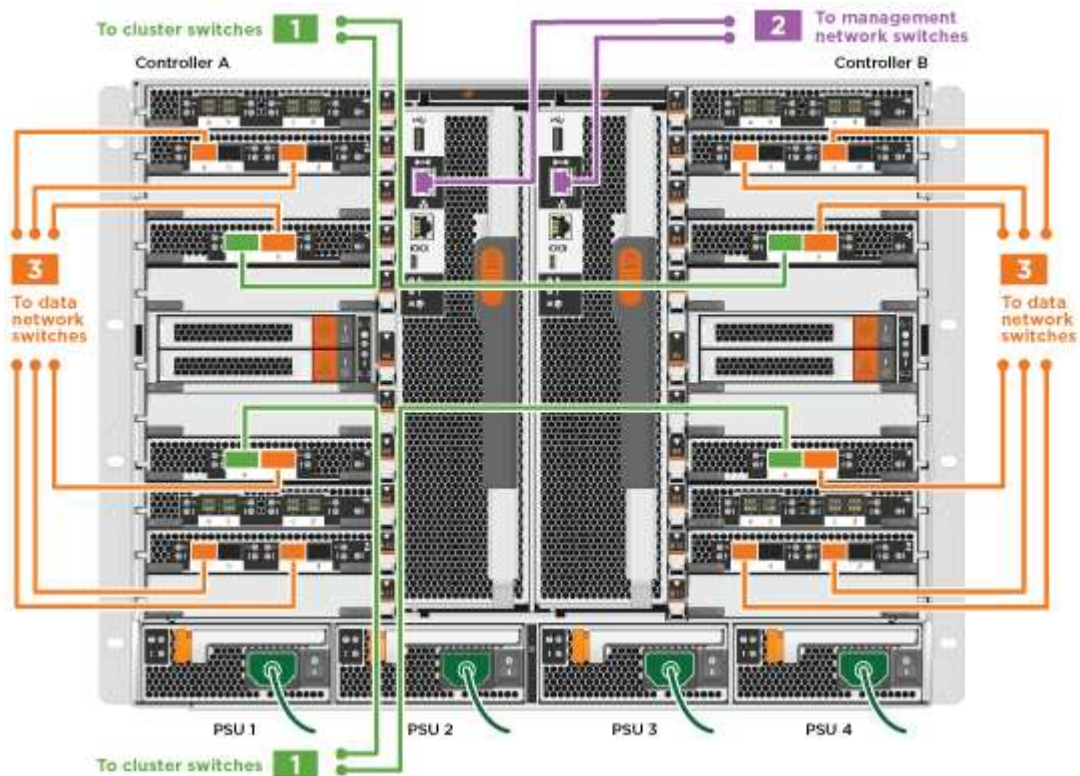 To cluster switches 1
2 To management
network switches
Controller A
Controller B
3
To data
network
switches
3
To data
network
switches
PSU 1
PSU 2
PSU 3
PSU 4
To cluster switches 1